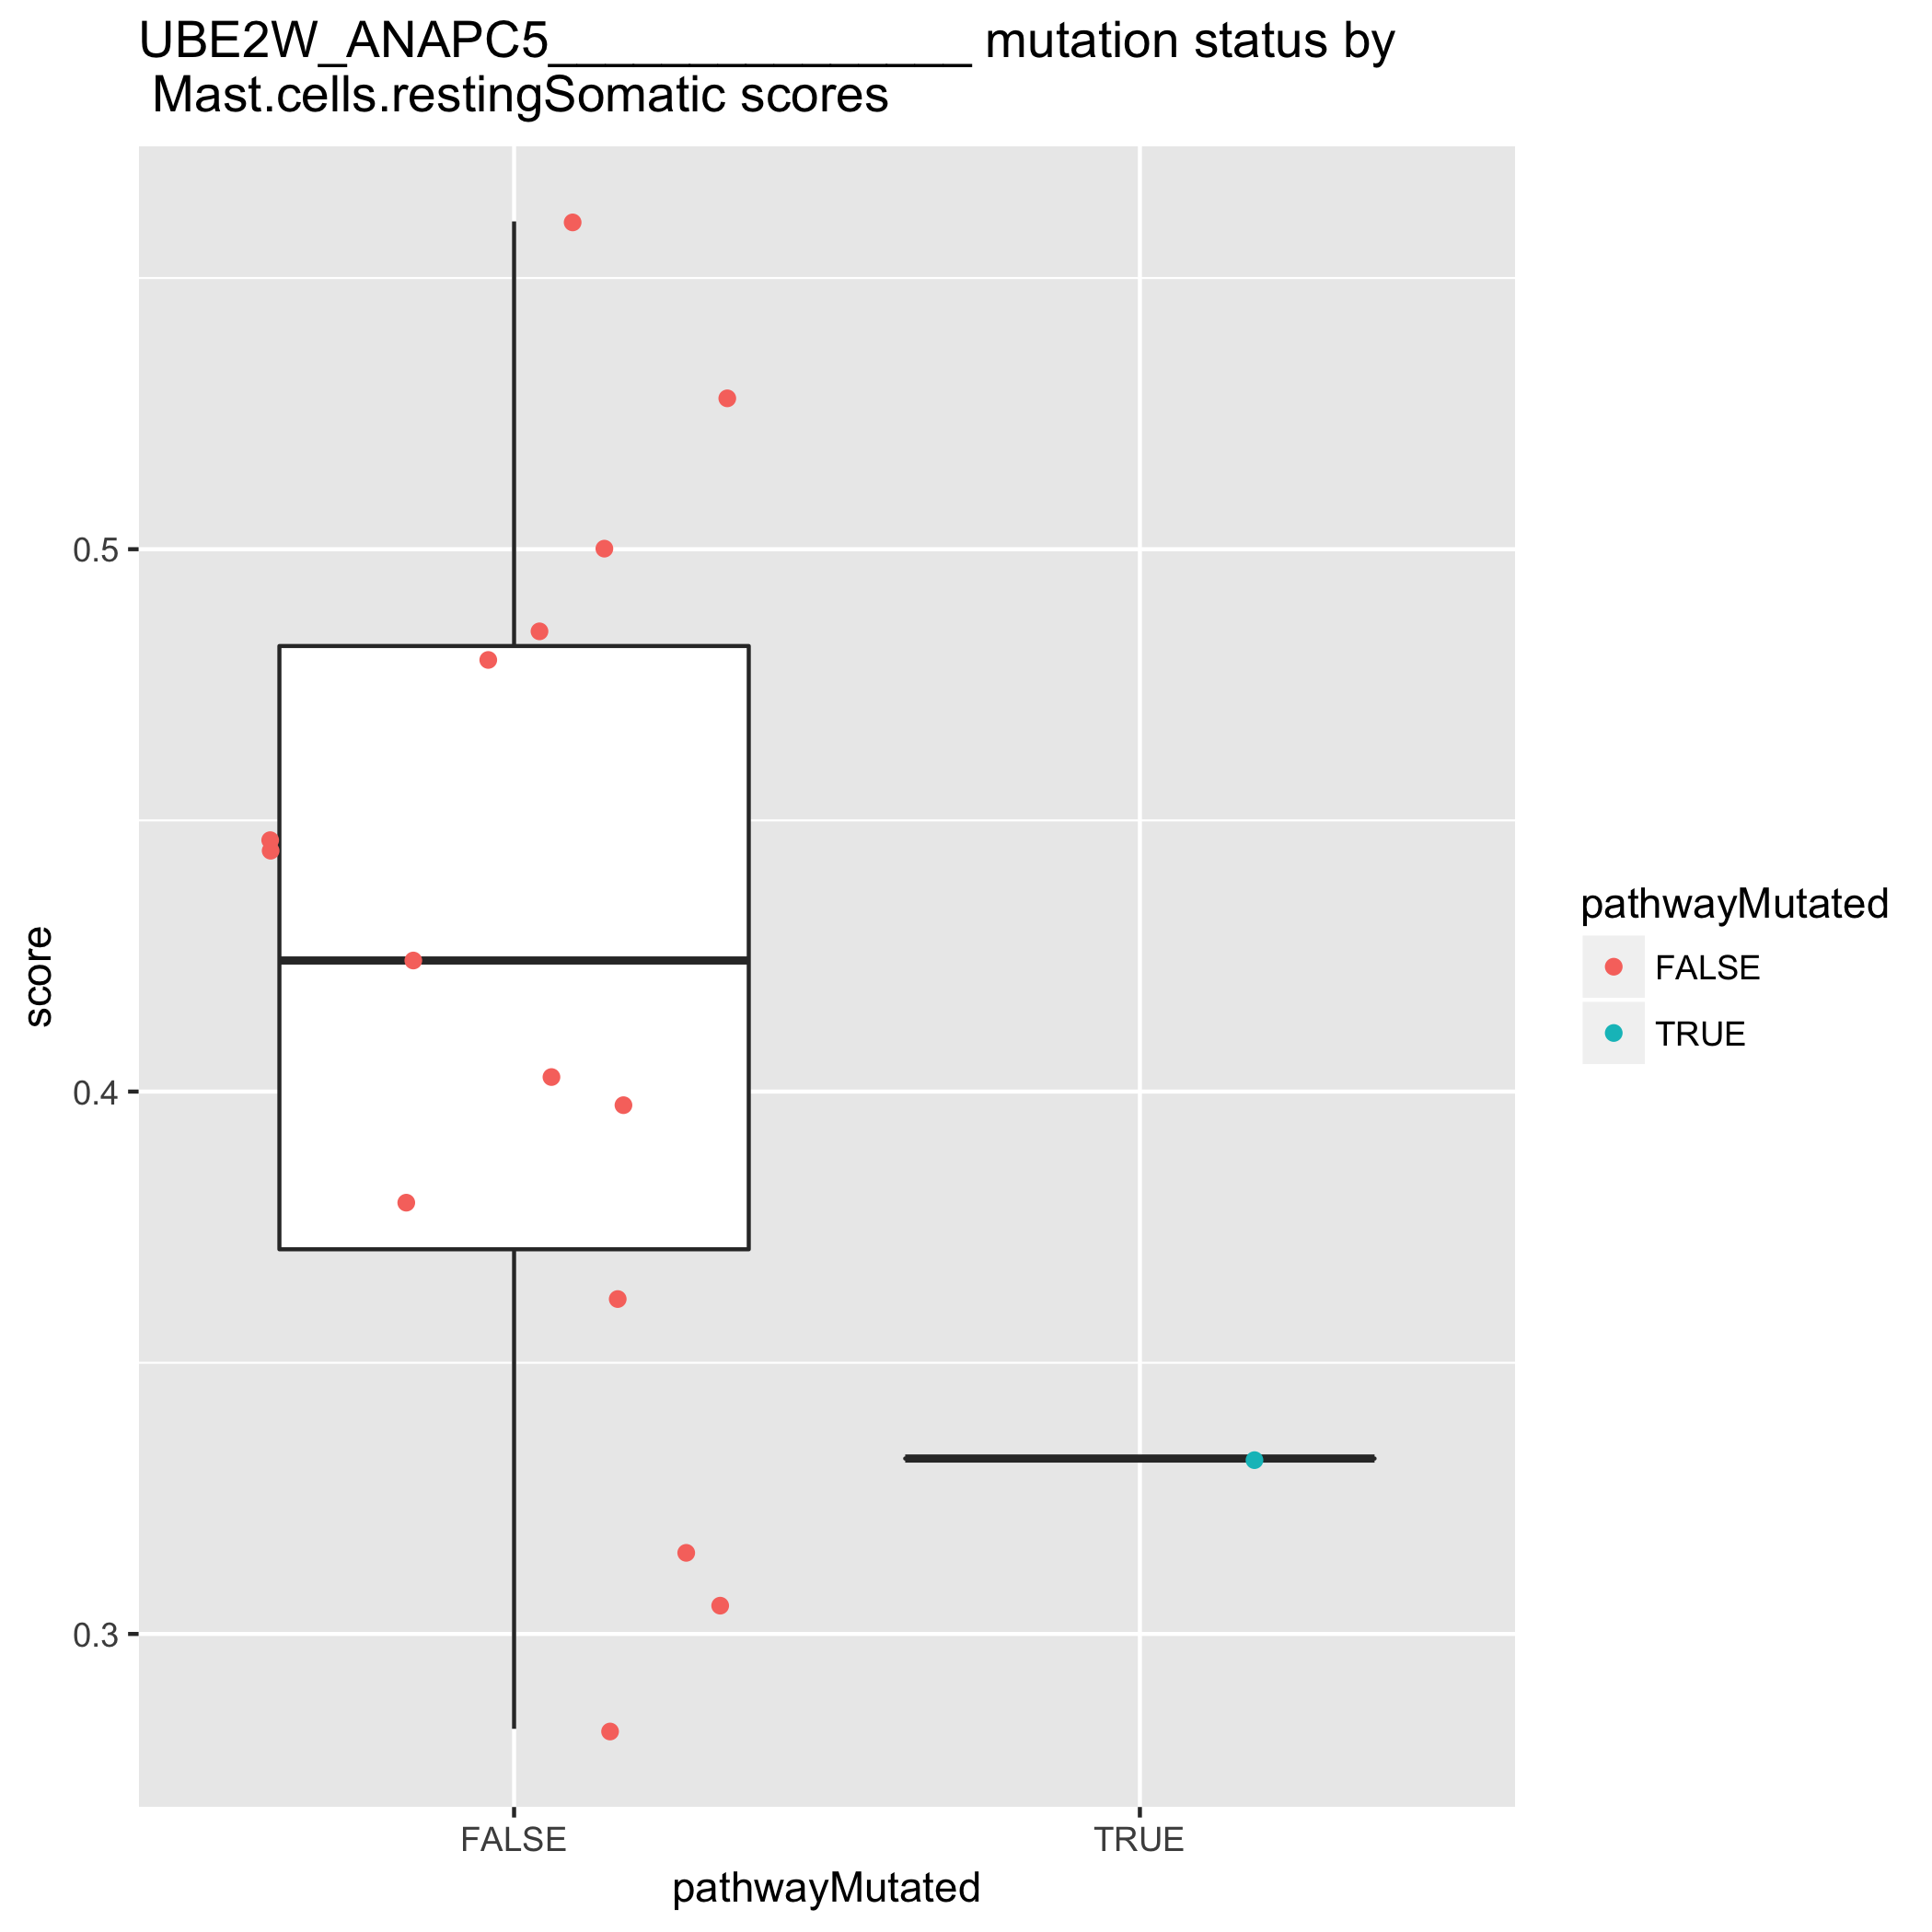 UBE2W_ANAPC5_______________ mutation status by
Mast.cells.restingSomatic scores
score
0.5
0.4
0.3
FALSE
TRUE
pathwayMutated
pathwayMutated
FALSE
TRUE